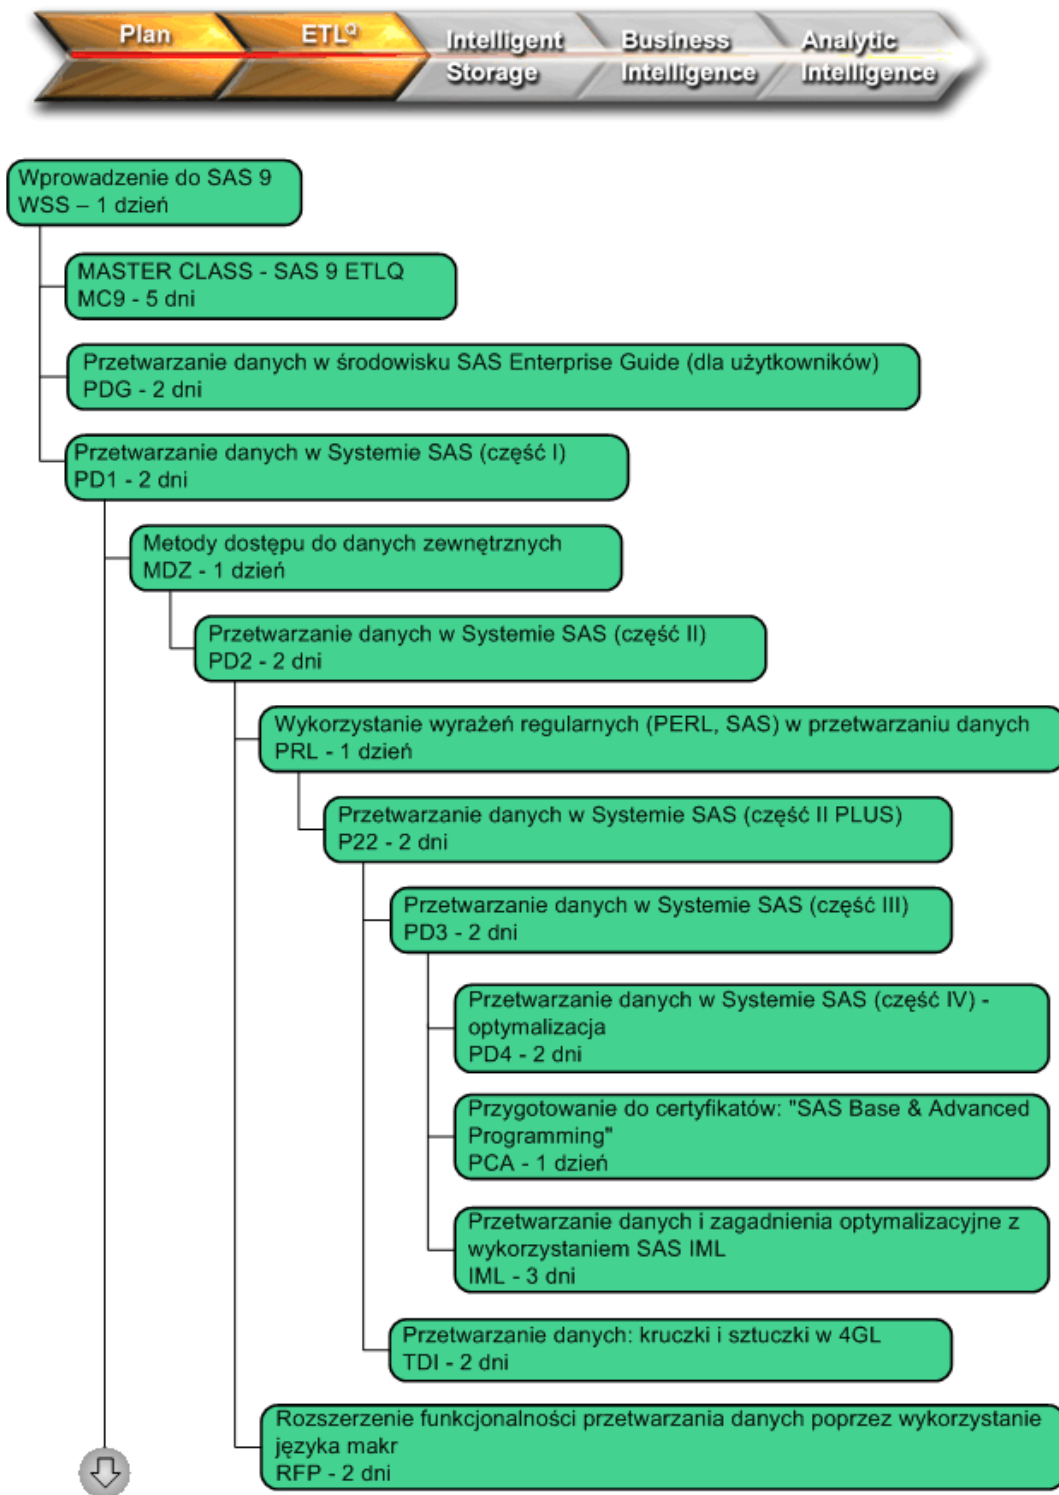 Plan
ETLQ
Intelligent
Storage
Business
Intelligence
Analytic
Intelligence
Wprowadzenie do SAS 9
WSS – 1 dzień
MASTER CLASS - SAS 9 ETLQ
MC9 - 5 dni
Przetwarzanie danych w środowisku SAS Enterprise Guide (dla użytkowników)
PDG - 2 dni
Przetwarzanie danych w Systemie SAS (część I)
PD1 - 2 dni
Metody dostępu do danych zewnętrznych
MDZ - 1 dzień
Przetwarzanie danych w Systemie SAS (część II)
PD2 - 2 dni
Wykorzystanie wyrażeń regularnych (PERL, SAS) w przetwarzaniu danych
PRL - 1 dzień
Przetwarzanie danych w Systemie SAS (część II PLUS)
P22 - 2 dni
Przetwarzanie danych w Systemie SAS (część III)
PD3 - 2 dni
Przetwarzanie danych w Systemie SAS (część IV) -
optymalizacja
PD4 - 2 dni
Przygotowanie do certyfikatów: "SAS Base & Advanced
Programming"
PCA - 1 dzień
Przetwarzanie danych i zagadnienia optymalizacyjne z
wykorzystaniem SAS IML
IML - 3 dni
Przetwarzanie danych: kruczki i sztuczki w 4GL
TDI - 2 dni
Rozszerzenie funkcjonalności przetwarzania danych poprzez wykorzystanie
języka makr
RFP - 2 dni